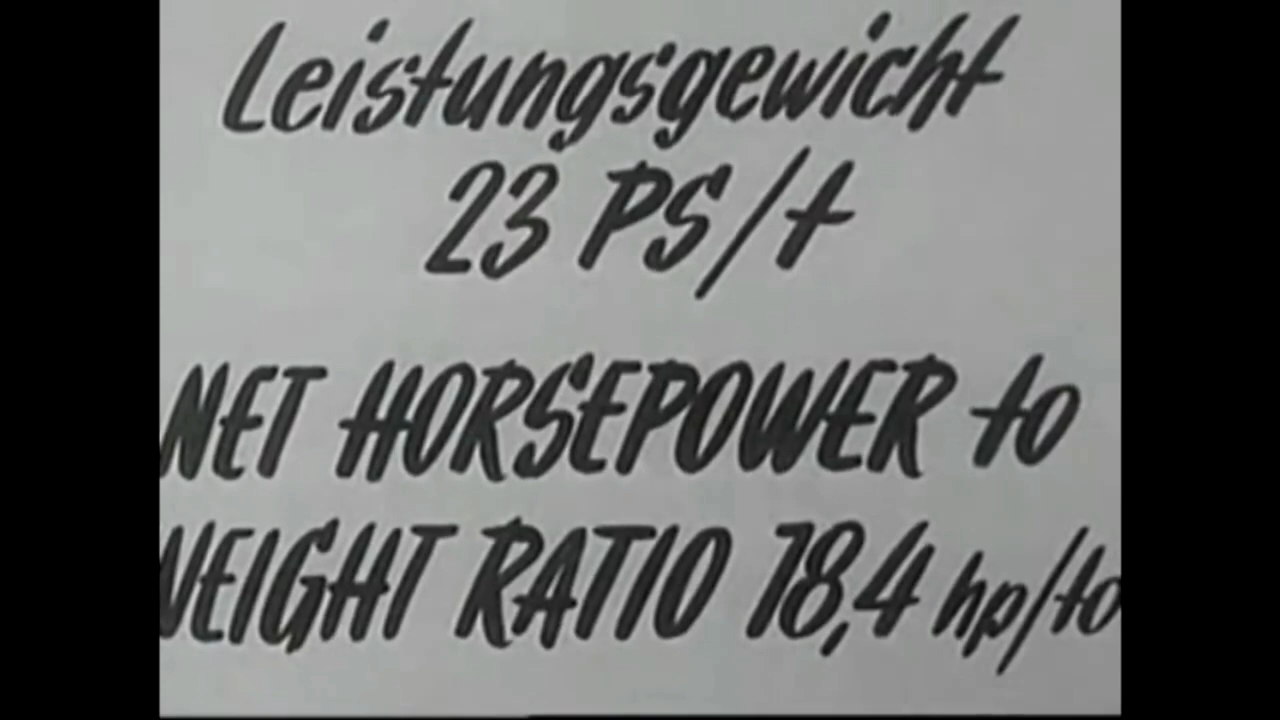 Leistungsgewicht
23 PS/t
NET HORSEPOWER to
WEIGHT RATIO 18,4 hp/to